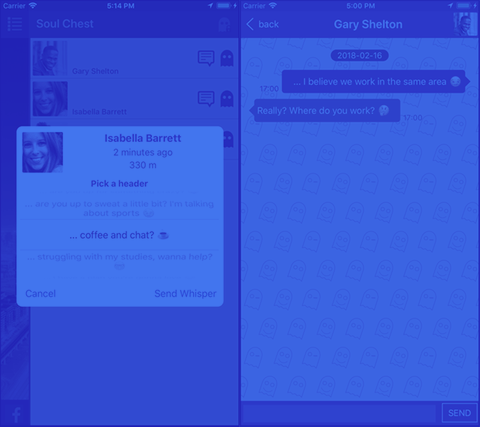 Carrier 5:14 PM
Soul Chest
Gary Shelton
Isabella Barrett
Isabella Barrett
2 minutes ago
330 m
Pick a header
... are you up to sweat a little bit? I'm talking
about sports
... coffee and chat? ☕
... struggling with my studies, wanna help?
Cancel Send Whisper
f
Carrier 5:00 PM
back Gary Shelton
2018-02-16
... I believe we work in the same area
17:00
Really? Where do you work?
17:00
SEND